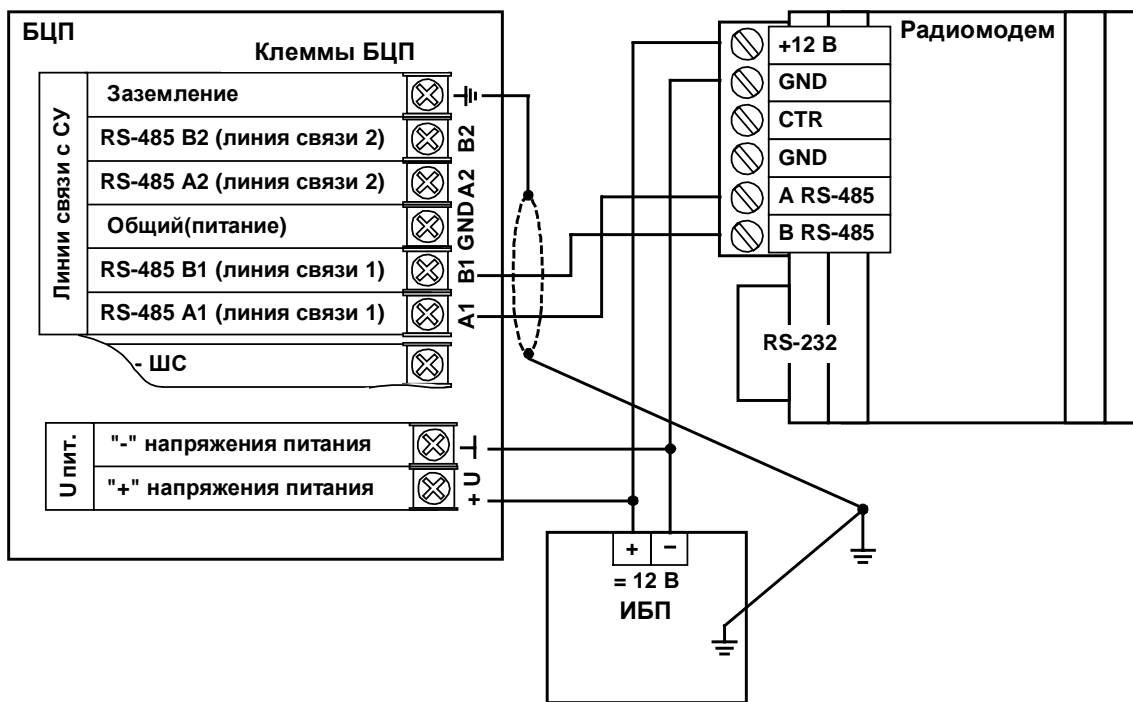 БЦП
Клеммы БЦП
Линии связи с СУ
Заземление
RS-485 B2 (линия связи 2)
B2
RS-485 A2 (линия связи 2)
A2
Общий(питание)
GND
RS-485 B1 (линия связи 1)
B1
RS-485 A1 (линия связи 1)
A1
- ШС
U пит.
"-" напряжения питания
"+" напряжения питания
+ U
Радиомодем
+12 В
GND
CTR
GND
A RS-485
B RS-485
RS-232
+ −
= 12 В
ИБП